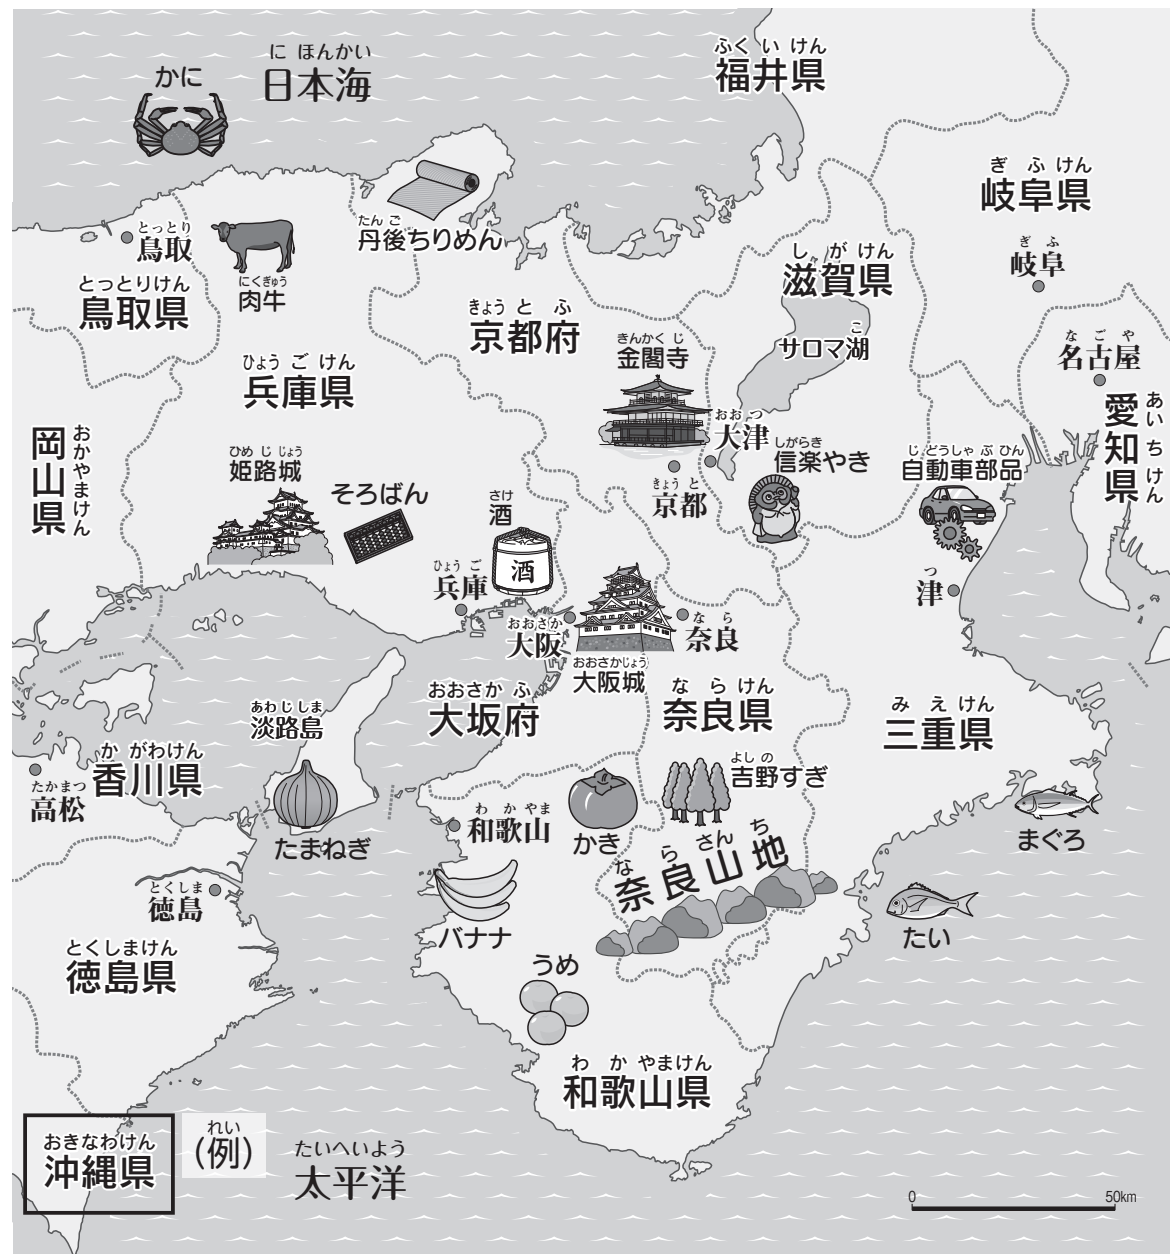 ふくいけん
福井県
にほんかい
日本海
かに
ぎふけん
岐阜県
たんご
丹後ちりめん
とっとり
鳥取
とっとりけん
鳥取県
にくぎゅう
肉牛
しがけん
滋賀県
ぎふ
岐阜
きょうとふ
京都府
きんかくじ
金閣寺
こ
サロマ湖
なごや
名古屋
ひょうごけん
兵庫県
あいちけん
愛知県
おかやまけん
岡山県
おおつ
大津
しがらき
信楽やき
じどうしゃぶひん
自動車部品
ひめじじょう
姫路城
そろばん
さけ
酒
酒
きょうと
京都
ひょうご
兵庫
つ
津
おおさか
大阪
おおさかじょう
大阪城
なら
奈良
あわじしま
淡路島
おおさかふ
大坂府
ならけん
奈良県
みえけん
三重県
かがわけん
香川県
たかまつ
高松
よしの
吉野すぎ
たまねぎ
わかやま
和歌山
かき
まぐろ
ならさんち
奈良山地
とくしま
徳島
バナナ
たい
とくしまけん
徳島県
うめ
わかやまけん
和歌山県
おきなわけん
沖縄県
れい
(例)
たいへいよう
太平洋
0 50km